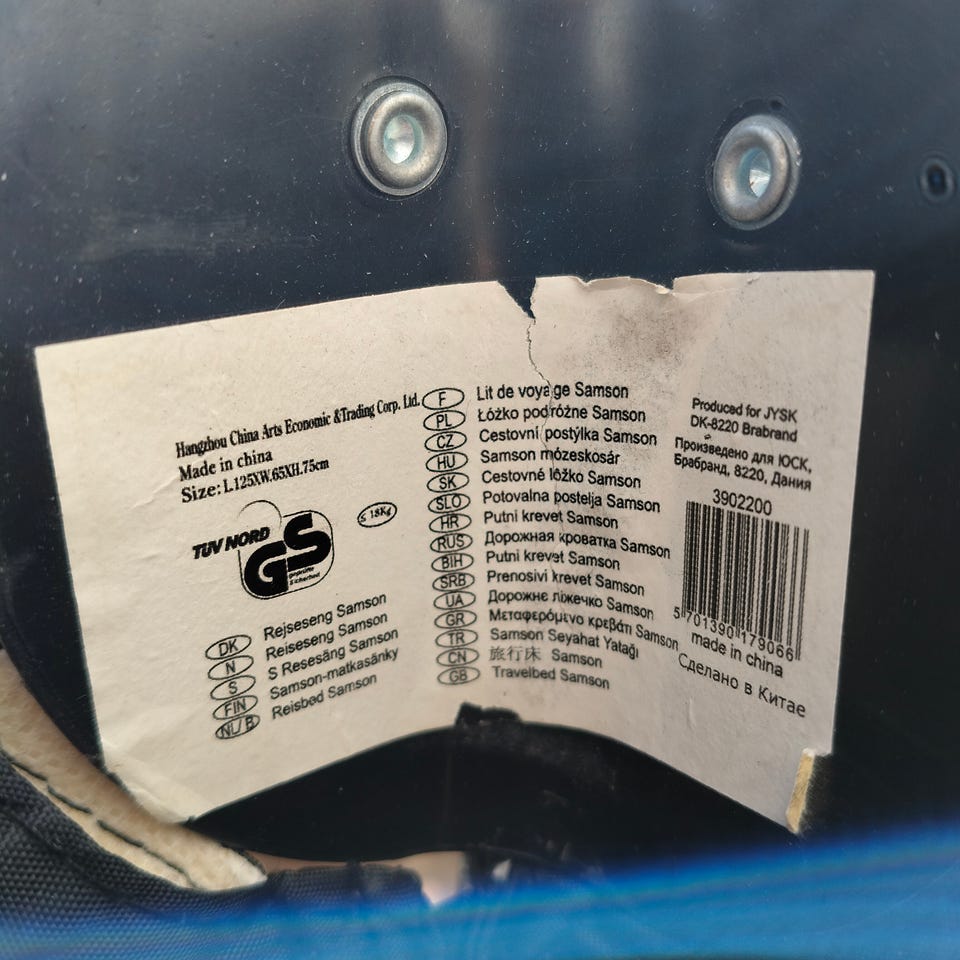 Hangzhou China Arts Economic &Trading Corp. Ltd.
Made in china
Size: L.125XW.65XH.75cm
≤ 18Kg
TÜV NORD
GS
geprüfte
Sicherheit
DK Rejseseng Samson
N Reiseseng Samson
S S Resesäng Samson
FIN Samson-matkasänky
NL/B Reisbed Samson
F Lit de voyage Samson
PL Łóżko podróżne Samson
CZ Cestovní postýlka Samson
HU Samson mózeskosár
SK Cestovné lôžko Samson
SLO Potovalna postelja Samson
HR Putni krevet Samson
RUS Дорожная кроватка Samson
BIH Putni krevet Samson
SRB Prenosivi krevet Samson
UA Дорожнє ліжечко Samson
GR Μεταφερόμενο κρεβάτι Samson
TR Samson Seyahat Yatağı
CN 旅行床 Samson
GB Travelbed Samson
Produced for JYSK
DK-8220 Brabrand
Произведено для ЮСК,
Брабранд, 8220, Дания
3902200
5 701390 179066
made in china
Сделано в Китае